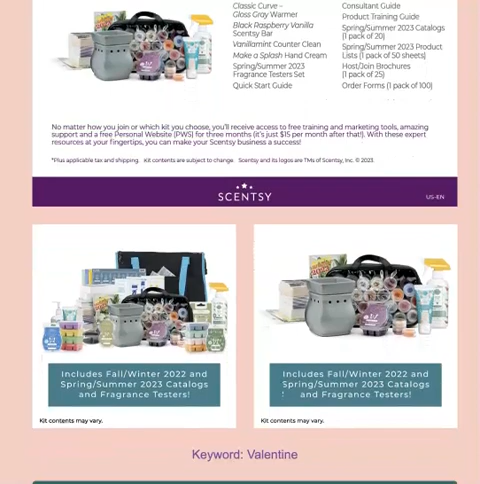 Classic Curve –
Gloss Gray Warmer
Black Raspberry Vanilla
Scentsy Bar
Vanillamint Counter Clean
Make a Splash Hand Cream
Spring/Summer 2023
Fragrance Testers Set
Quick Start Guide
Consultant Guide
Product Training Guide
Spring/Summer 2023 Catalogs
(1 pack of 20)
Spring/Summer 2023 Product
Lists (1 pack of 50 sheets)
Host/Join Brochures
(1 pack of 25)
Order Forms (1 pack of 100)
No matter how you join or which kit you choose, you'll receive access to free training and marketing tools, amazing
support and a free Personal Website (PWS) for three months (it's just $15 per month after that!). With these expert
resources at your fingertips, you can make your Scentsy business a success!
*Plus applicable tax and shipping. Kit contents are subject to change. Scentsy and its logos are TMs of Scentsy, Inc. © 2023
SCENTSY
US-EN
Includes Fall/Winter 2022 and
Spring/Summer 2023 Catalogs
and Fragrance Testers!
Kit contents may vary.
Includes Fall/Winter 2022 and
Spring/Summer 2023 Catalogs
and Fragrance Testers!
Kit contents may vary.
Keyword: Valentine